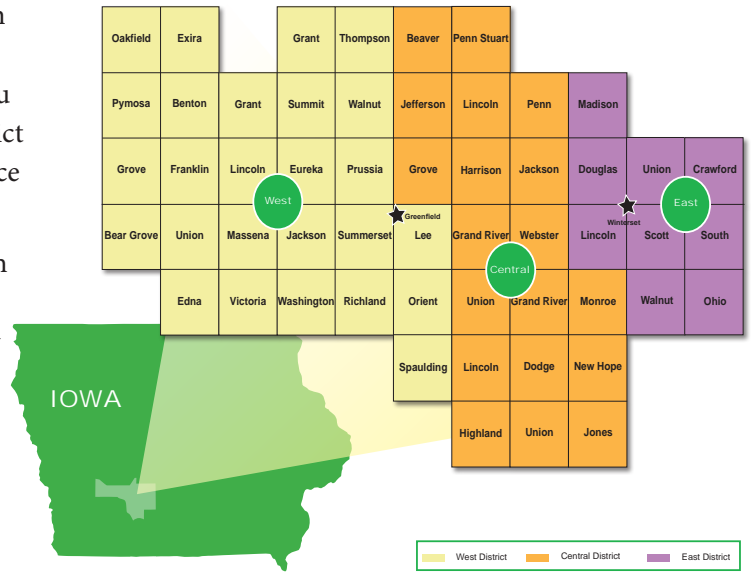 Oakfield Exira Grant Thompson Beaver Penn Stuart
Pymosa Benton Grant Summit Walnut Jefferson Lincoln Penn Madison
Grove Franklin Lincoln Eureka Prussia Grove Harrison Jackson Douglas Union Crawford
West East
Greenfield Winterset
Bear Grove Union Massena Jackson Summerset Lee Grand River Webster Lincoln Scott South
Central
Edna Victoria Washington Richland Orient Union Grand River Monroe Walnut Ohio
Spaulding Lincoln Dodge New Hope
Highland Union Jones
IOWA
West District Central District East District